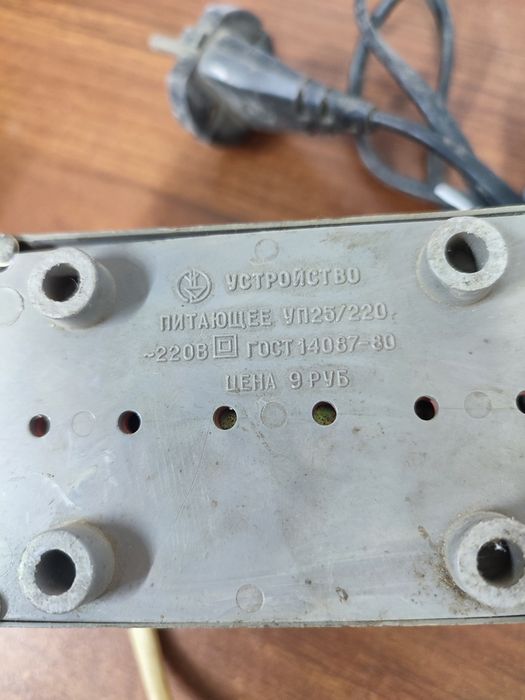 УСТРОЙСТВО
ПИТАЮЩЕЕ УП25/220
~220В ГОСТ 14087-80
ЦЕНА 9 РУБ